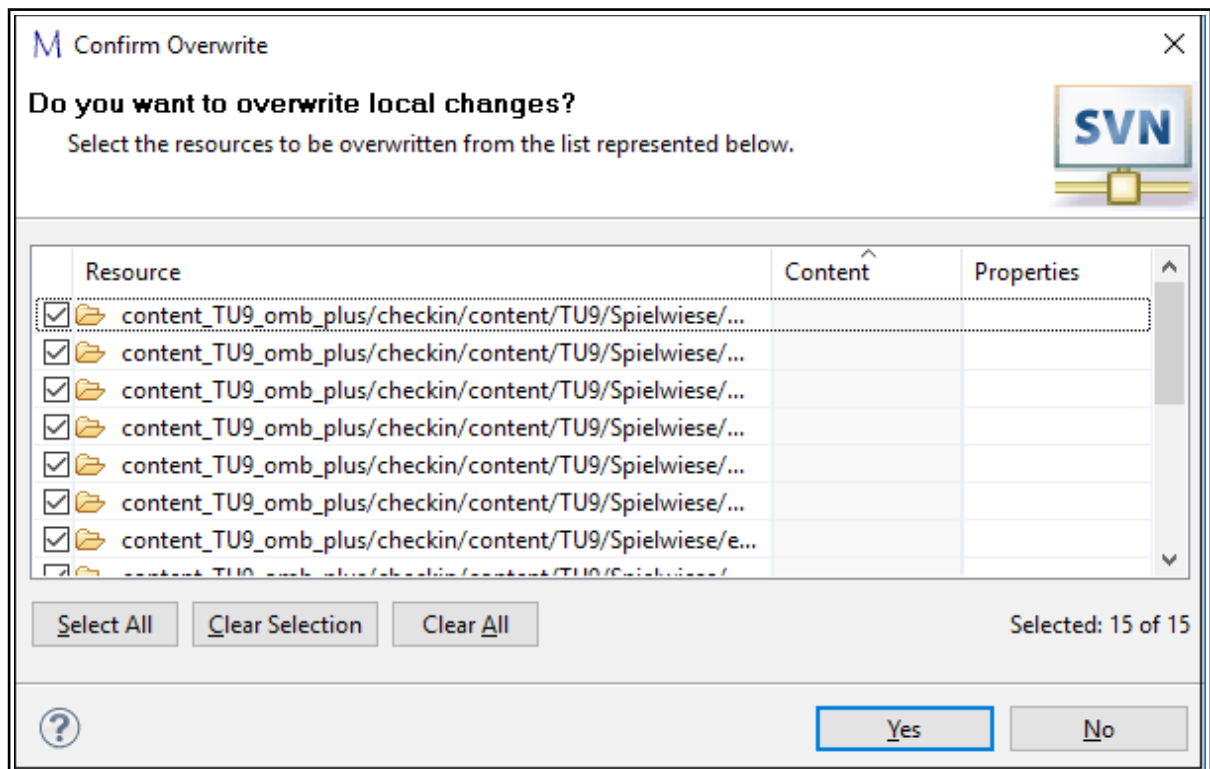 M Confirm Overwrite
Do you want to overwrite local changes?
Select the resources to be overwritten from the list represented below.
SVN
Resource Content Properties
content_TU9_omb_plus/checkin/content/TU9/Spielwiese/...
content_TU9_omb_plus/checkin/content/TU9/Spielwiese/...
content_TU9_omb_plus/checkin/content/TU9/Spielwiese/...
content_TU9_omb_plus/checkin/content/TU9/Spielwiese/...
content_TU9_omb_plus/checkin/content/TU9/Spielwiese/...
content_TU9_omb_plus/checkin/content/TU9/Spielwiese/...
content_TU9_omb_plus/checkin/content/TU9/Spielwiese/e...
Select All Clear Selection Clear All Selected: 15 of 15
? Yes No